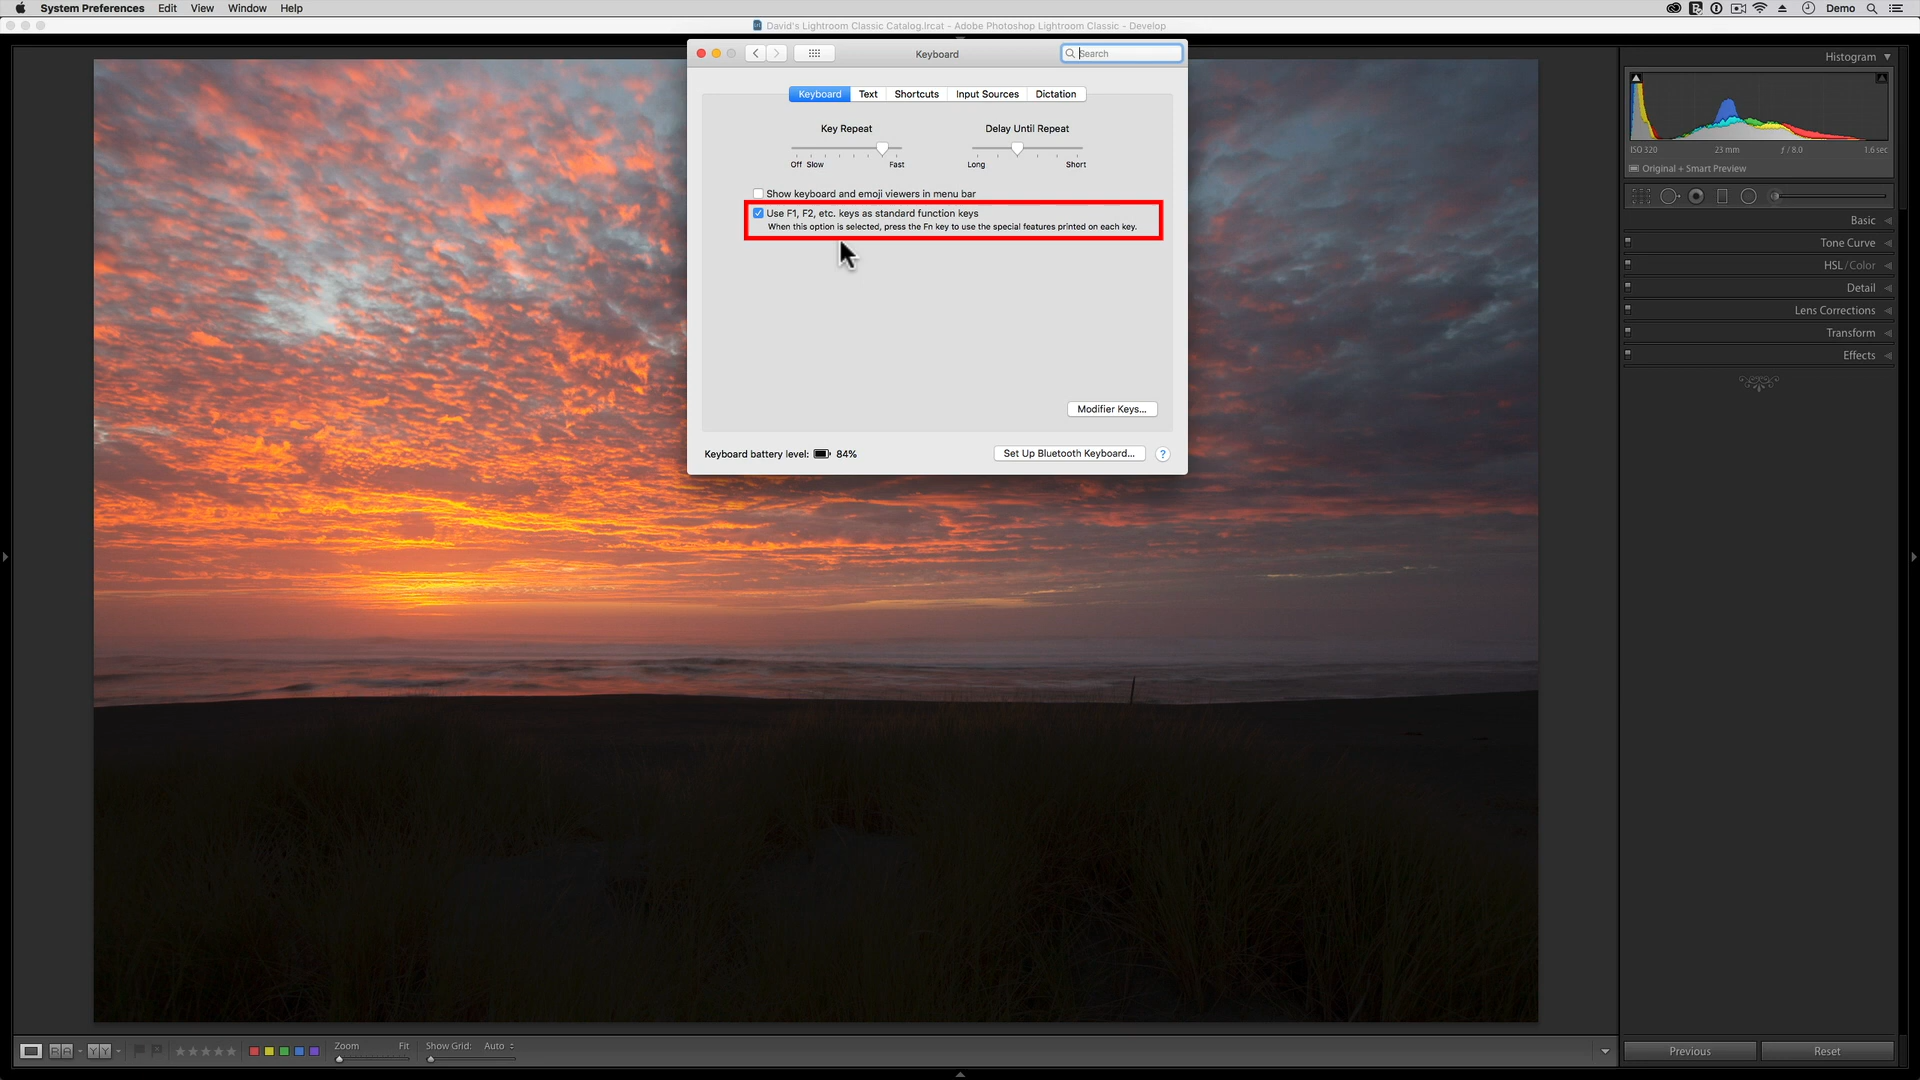 System Preferences Edit View Window Help
Demo
David's Lightroom Classic Catalog.lrcat - Adobe Photoshop Lightroom Classic - Develop
Keyboard
Search
Keyboard Text Shortcuts Input Sources Dictation
Key Repeat Delay Until Repeat
Off Slow Fast Long Short
Show keyboard and emoji viewers in menu bar
Use F1, F2, etc. keys as standard function keys
When this option is selected, press the Fn key to use the special features printed on each key.
Modifier Keys...
Keyboard battery level: 84%
Set Up Bluetooth Keyboard...
?
Histogram
ISO 320 23 mm ƒ / 8.0 1.6 sec
Original + Smart Preview
Basic
Tone Curve
HSL / Color
Detail
Lens Corrections
Transform
Effects
R A Y Y Zoom Fit Show Grid: Auto
Previous Reset